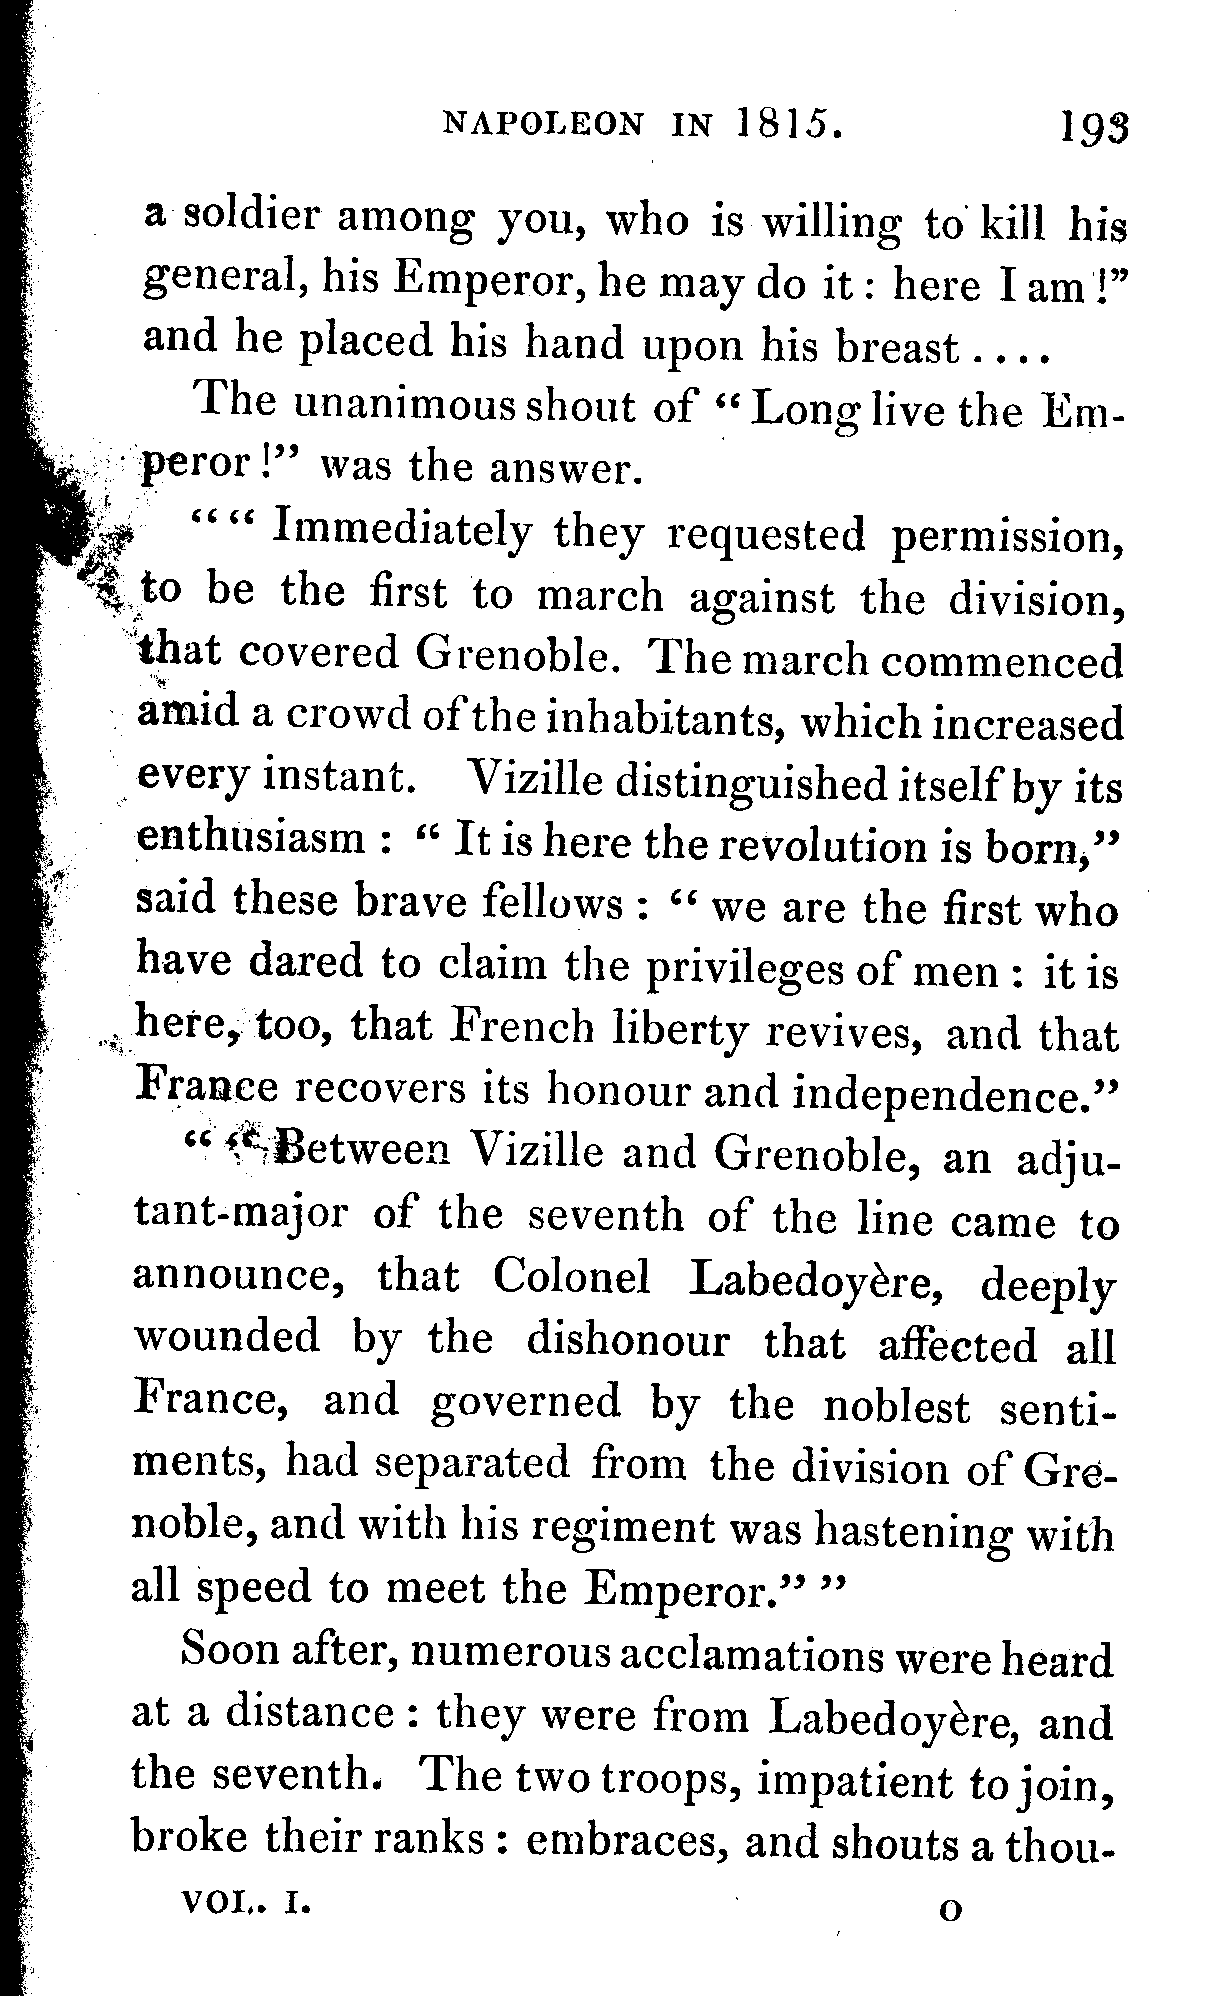 NAPOLEON IN 1815. 193
a soldier among you, who is willing to kill his
general, his Emperor, he may do it : here I am !”
and he placed his hand upon his breast . . . .
The unanimous shout of “ Long live the Em-
peror !” was the answer.
“ “ Immediately they requested permission,
to be the first to march against the division,
that covered Grenoble. The march commenced
amid a crowd of the inhabitants, which increased
every instant. Vizille distinguished itself by its
enthusiasm : “ It is here the revolution is born,”
said these brave fellows : “ we are the first who
have dared to claim the privileges of men : it is
here, too, that French liberty revives, and that
France recovers its honour and independence.”
“ “ Between Vizille and Grenoble, an adju-
tant-major of the seventh of the line came to
announce, that Colonel Labedoyère, deeply
wounded by the dishonour that affected all
France, and governed by the noblest senti-
ments, had separated from the division of Gre-
noble, and with his regiment was hastening with
all speed to meet the Emperor.” ”
Soon after, numerous acclamations were heard
at a distance : they were from Labedoyère, and
the seventh. The two troops, impatient to join,
broke their ranks : embraces, and shouts a thou-
VOL. I. O